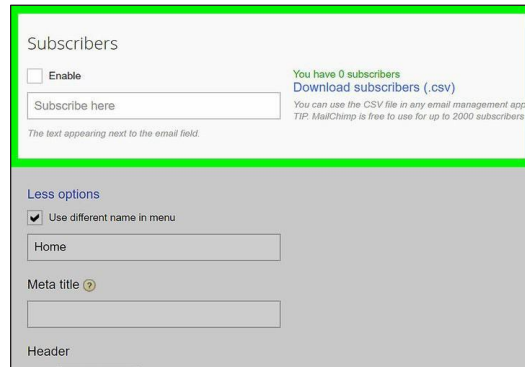 Subscribers
Enable
Subscribe here
The text appearing next to the email field.
You have 0 subscribers
Download subscribers (.csv)
You can use the CSV file in any email management app
TIP. MailChimp is free to use for up to 2000 subscribers
Less options
Use different name in menu
Home
Meta title ?
Header